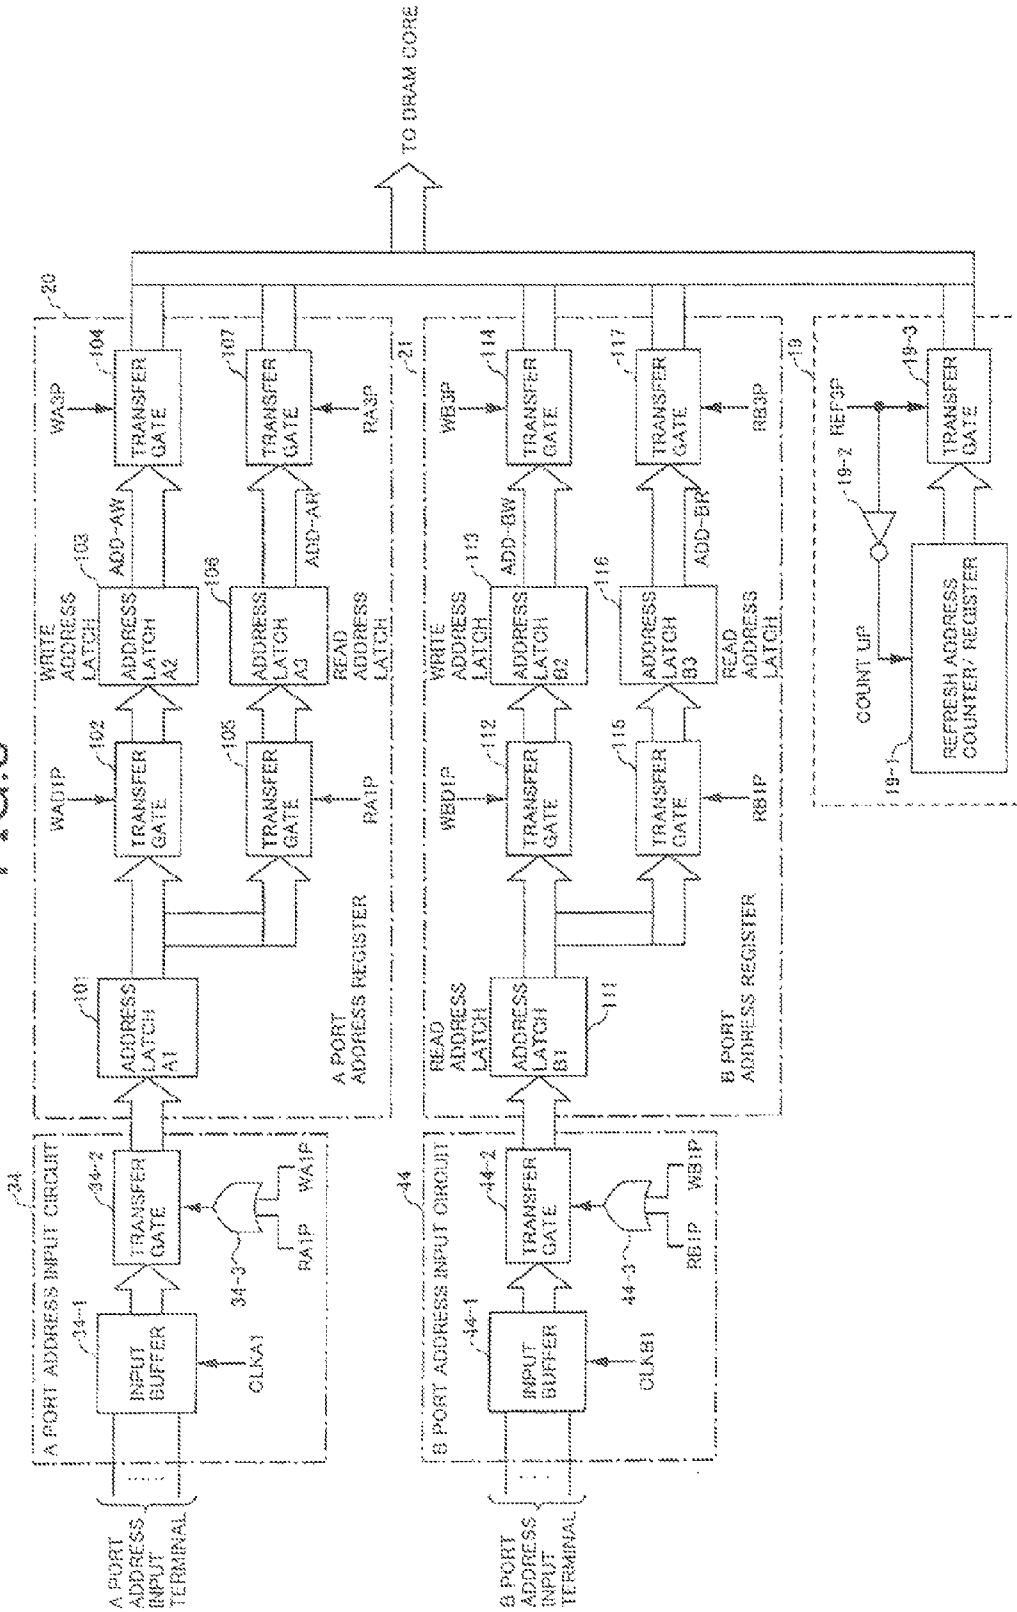 A PORT
ADDRESS
INPUT
TERMINAL
34
A PORT ADDRESS INPUT CIRCUIT
34-1
INPUT
BUFFER
CLKA1
34-2
TRANSFER
GATE
34-3
RA1P
WA1P
20
A PORT
ADDRESS REGISTER
101
ADDRESS
LATCH
A1
WAD1P
102
TRANSFER
GATE
WRITE
ADDRESS
LATCH
103
ADDRESS
LATCH
A2
ADD-AW
WA3P
104
TRANSFER
GATE
105
TRANSFER
GATE
RA1P
106
ADDRESS
LATCH
A3
READ
ADDRESS
LATCH
ADD-AR
107
TRANSFER
GATE
RA3P
TO DRAM CORE
B PORT
ADDRESS
INPUT
TERMINAL
44
B PORT ADDRESS INPUT CIRCUIT
44-1
INPUT
BUFFER
CLKB1
44-2
TRANSFER
GATE
44-3
RB1P
WB1P
21
B PORT
ADDRESS REGISTER
READ
ADDRESS
LATCH
ADDRESS
LATCH
B1
111
WBD1P
112
TRANSFER
GATE
WRITE
ADDRESS
LATCH
113
ADDRESS
LATCH
B2
ADD-BW
WB3P
114
TRANSFER
GATE
115
TRANSFER
GATE
RB1P
116
ADDRESS
LATCH
B3
READ
ADDRESS
LATCH
ADD-BR
117
TRANSFER
GATE
RB3P
19
19-1
REFRESH ADDRESS
COUNTER/ REGISTER
COUNT UP
19-2
REF3P
19-3
TRANSFER
GATE